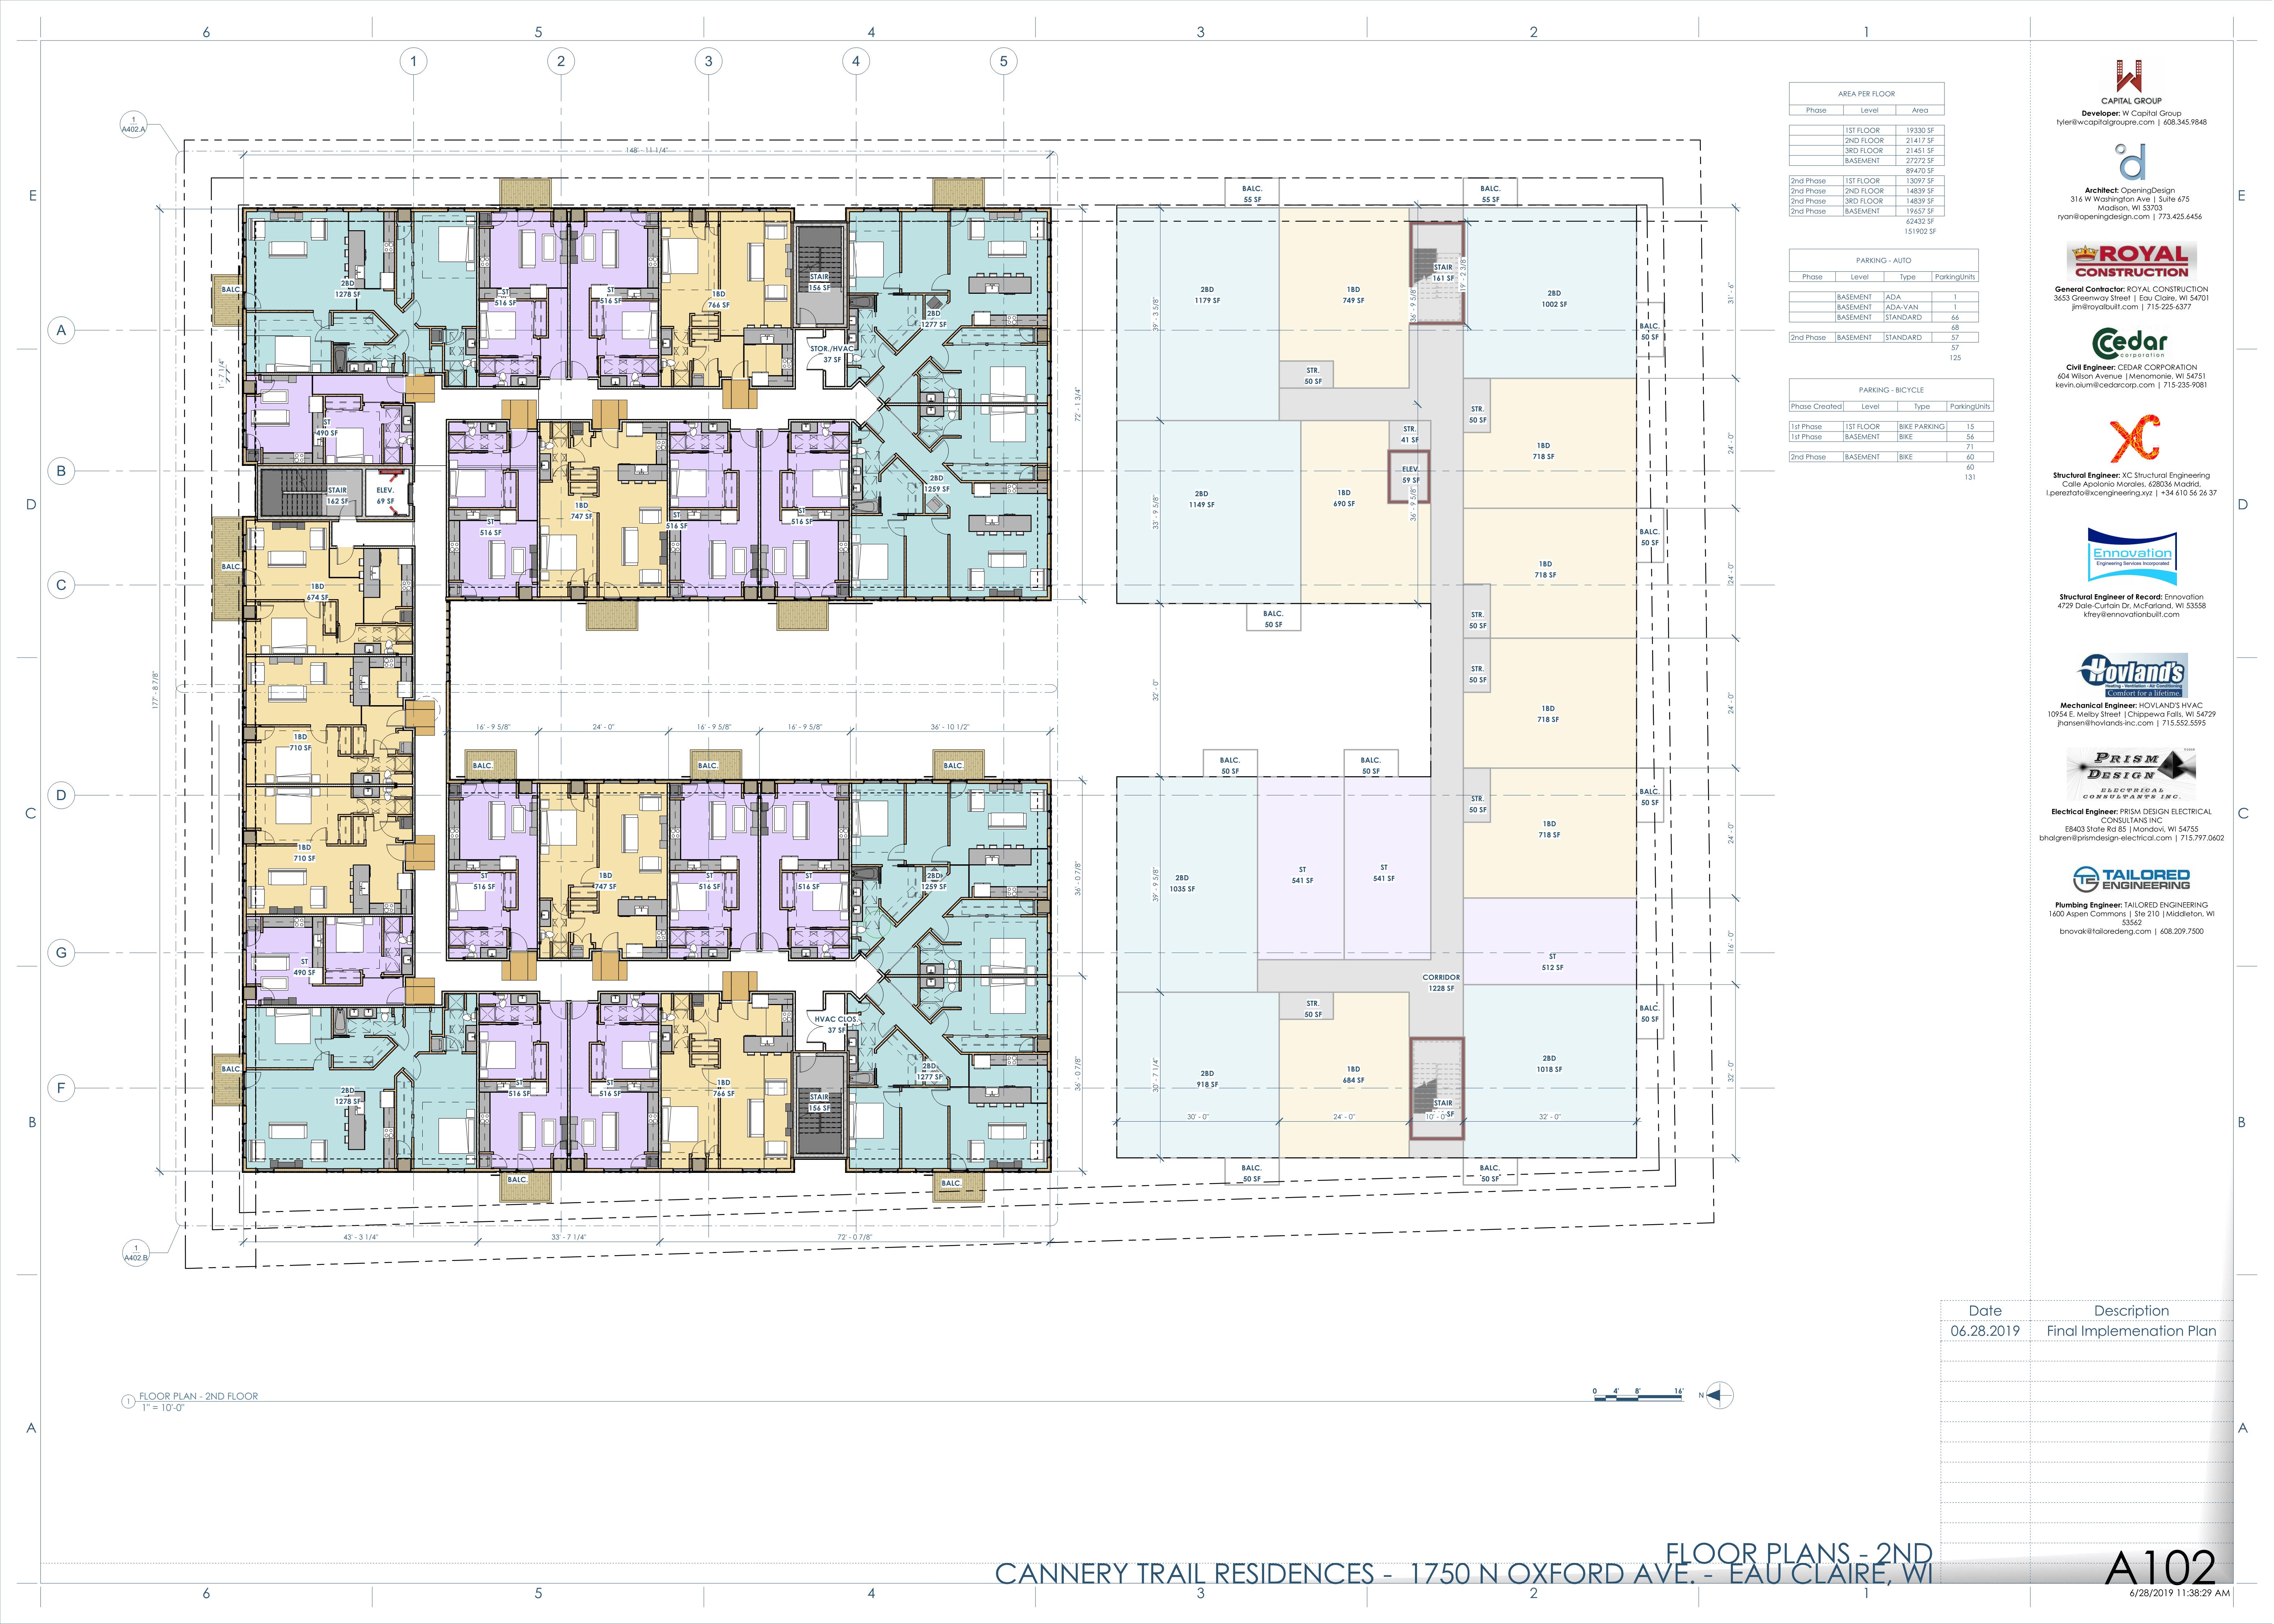 6 5 4 3 2 1
1 2 3 4 5
1
A402.A
148' - 11 1/4"
E
D
C
B
A
A
B
C
D
G
F
BALC.
2BD
1278 SF
ST
516 SF
ST
516 SF
1BD
766 SF
STAIR
156 SF
2BD
1277 SF
STOR./HVAC
37 SF
1' - 7 1/4"
ST
490 SF
STAIR
162 SF
ELEV.
69 SF
ST
516 SF
1BD
747 SF
ST
516 SF
ST
516 SF
2BD
1259 SF
72' - 1 3/4"
BALC.
1BD
674 SF
177' - 8 7/8"
1BD
710 SF
16' - 9 5/8"
24' - 0"
16' - 9 5/8"
16' - 9 5/8"
36' - 10 1/2"
BALC.
BALC.
BALC.
1BD
710 SF
ST
516 SF
1BD
747 SF
ST
516 SF
ST
516 SF
2BD
1259 SF
36' - 0 7/8"
ST
490 SF
HVAC CLOS.
37 SF
BALC.
2BD
1278 SF
ST
516 SF
ST
516 SF
1BD
766 SF
STAIR
156 SF
2BD
1277 SF
36' - 0 7/8"
BALC.
BALC.
43' - 3 1/4"
33' - 7 1/4"
72' - 0 7/8"
1
A402.B
BALC.
55 SF
BALC.
55 SF
2BD
1179 SF
1BD
749 SF
STAIR
161 SF
19' - 2 3/8"
2BD
1002 SF
31' - 6"
39' - 3 5/8"
36' - 9 5/8"
BALC.
50 SF
STR.
50 SF
STR.
50 SF
STR.
41 SF
ELEV.
59 SF
1BD
718 SF
24' - 0"
2BD
1149 SF
1BD
690 SF
33' - 9 5/8"
36' - 9 5/8"
BALC.
50 SF
1BD
718 SF
24' - 0"
BALC.
50 SF
STR.
50 SF
STR.
50 SF
32' - 0"
1BD
718 SF
24' - 0"
BALC.
50 SF
BALC.
50 SF
STR.
50 SF
BALC.
50 SF
1BD
718 SF
24' - 0"
2BD
1035 SF
ST
541 SF
ST
541 SF
39' - 9 5/8"
ST
512 SF
16' - 0"
CORRIDOR
1228 SF
STR.
50 SF
BALC.
50 SF
2BD
918 SF
1BD
684 SF
2BD
1018 SF
30' - 7 1/4"
32' - 0"
STAIR
SF
30' - 0"
24' - 0"
10' - 0"
32' - 0"
BALC.
50 SF
BALC.
50 SF
AREA PER FLOOR
Phase Level Area
1ST FLOOR 19330 SF
2ND FLOOR 21417 SF
3RD FLOOR 21451 SF
BASEMENT 27272 SF
89470 SF
2nd Phase 1ST FLOOR 13097 SF
2nd Phase 2ND FLOOR 14839 SF
2nd Phase 3RD FLOOR 14839 SF
2nd Phase BASEMENT 19657 SF
62432 SF
151902 SF
PARKING - AUTO
Phase Level Type ParkingUnits
BASEMENT ADA 1
BASEMENT ADA-VAN 1
BASEMENT STANDARD 66
68
2nd Phase BASEMENT STANDARD 57
57
125
PARKING - BICYCLE
Phase Created Level Type ParkingUnits
1st Phase 1ST FLOOR BIKE PARKING 15
1st Phase BASEMENT BIKE 56
71
2nd Phase BASEMENT BIKE 60
60
131
W
CAPITAL GROUP
Developer: W Capital Group
tyler@wcapitalgroupre.com | 608.345.9848
Architect: OpeningDesign
316 W Washington Ave | Suite 675
Madison, WI 53703
ryan@openingdesign.com | 773.425.6456
ROYAL
CONSTRUCTION
General Contractor: ROYAL CONSTRUCTION
3653 Greenway Street | Eau Claire, WI 54701
jim@royalbuilt.com | 715-225-6377
Cedar
corporation
Civil Engineer: CEDAR CORPORATION
604 Wilson Avenue |Menomonie, WI 54751
kevin.oium@cedarcorp.com | 715-235-9081
XC
Structural Engineer: XC Structural Engineering
Calle Apolonio Morales, 628036 Madrid,
l.pereztato@xcengineering.xyz | +34 610 56 26 37
Ennovation
Engineering Services Incorporated
Structural Engineer of Record: Ennovation
4729 Dale-Curtain Dr, McFarland, WI 53558
kfrey@ennovationbuilt.com
Hovland's
Heating - Ventilation - Air Conditioning
Comfort for a lifetime.
Mechanical Engineer: HOVLAND'S HVAC
10954 E. Melby Street |Chippewa Falls, WI 54729
jhansen@hovlands-inc.com | 715.552.5595
PRISM
DESIGN
ELECTRICAL
CONSULTANTS INC.
Electrical Engineer: PRISM DESIGN ELECTRICAL
CONSULTANS INC
E8403 State Rd 85 |Mondovi, WI 54755
bhalgren@prismdesign-electrical.com | 715.797.0602
TAILORED
ENGINEERING
Plumbing Engineer: TAILORED ENGINEERING
1600 Aspen Commons | Ste 210 |Middleton, WI
53562
bnovak@tailoredeng.com | 608.209.7500
Date Description
06.28.2019 Final Implemenation Plan
1 FLOOR PLAN - 2ND FLOOR
1" = 10'-0"
0 4' 8' 16'
N
FLOOR PLANS - 2ND
CANNERY TRAIL RESIDENCES - 1750 N OXFORD AVE. - EAU CLAIRE, WI
A102
6/28/2019 11:38:29 AM
6 5 4 3 2 1
E
D
C
B
A